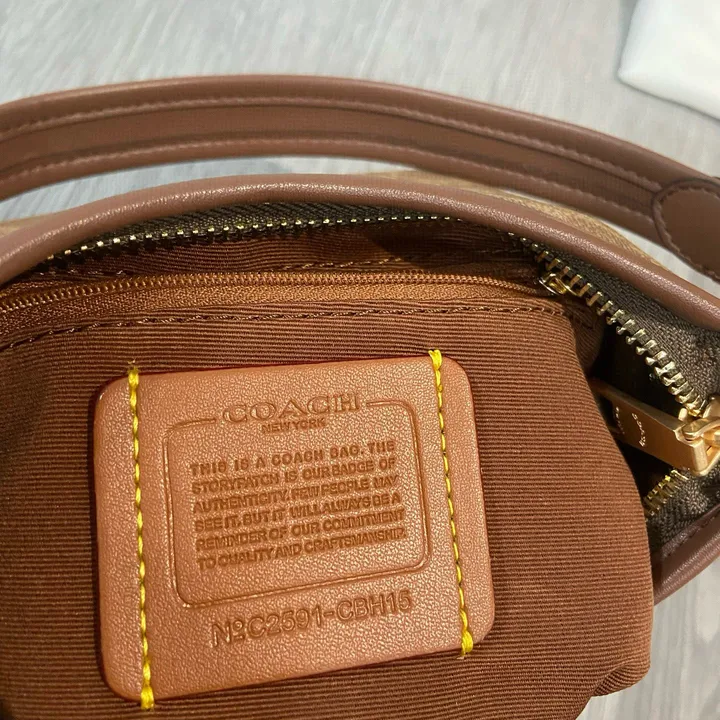 COACH
NEW YORK
THIS IS A COACH BAG. THE
STORYPATCH IS OUR BADGE OF
AUTHENTICITY. FEW PEOPLE MAY
SEE IT. BUT IT WILL ALWAYS BE A
REMINDER OF OUR COMMITMENT
TO QUALITY AND CRAFTSMANSHIP.
NºC2591-CBH15